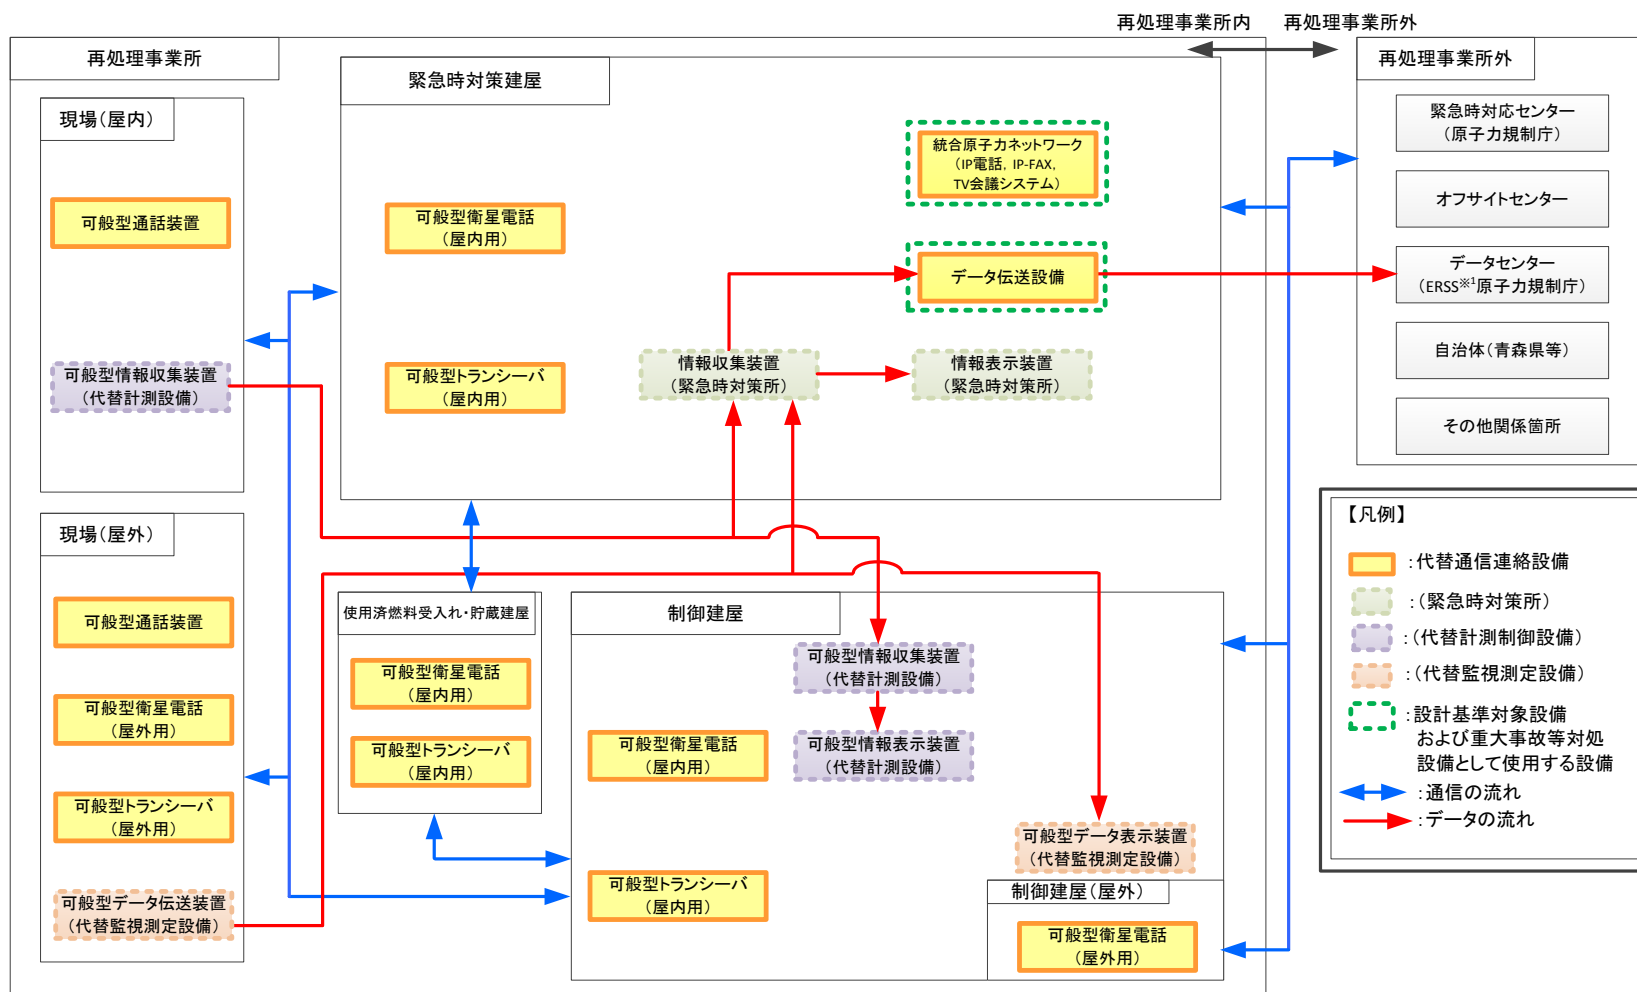 再処理事業所内
再処理事業所外
再処理事業所
現場（屋内）
可般型通話装置
可般型情報収集装置
（代替計測設備）
現場（屋外）
可般型通話装置
可般型衛星電話
（屋外用）
可般型トランシーバ
（屋外用）
可般型データ伝送装置
（代替監視測定設備）
緊急時対策建屋
可般型衛星電話
（屋内用）
可般型トランシーバ
（屋内用）
統合原子力ネットワーク
（IP電話，IP-FAX，
TV会議システム）
データ伝送設備
情報収集装置
（緊急時対策所）
情報表示装置
（緊急時対策所）
使用済燃料受入れ・貯蔵建屋
可般型衛星電話
（屋内用）
可般型トランシーバ
（屋内用）
制御建屋
可般型情報収集装置
（代替計測設備）
可般型衛星電話
（屋内用）
可般型情報表示装置
（代替計測設備）
可般型データ表示装置
（代替監視測定設備）
可般型トランシーバ
（屋内用）
制御建屋（屋外）
可般型衛星電話
（屋外用）
再処理事業所外
緊急時対応センター
（原子力規制庁）
オフサイトセンター
データセンター
（ERSS※1原子力規制庁）
自治体（青森県等）
その他関係箇所
【凡例】
：代替通信連絡設備
：（緊急時対策所）
：（代替計測制御設備）
：（代替監視測定設備）
：設計基準対象設備
および重大事故等対処
設備として使用する設備
：通信の流れ
：データの流れ